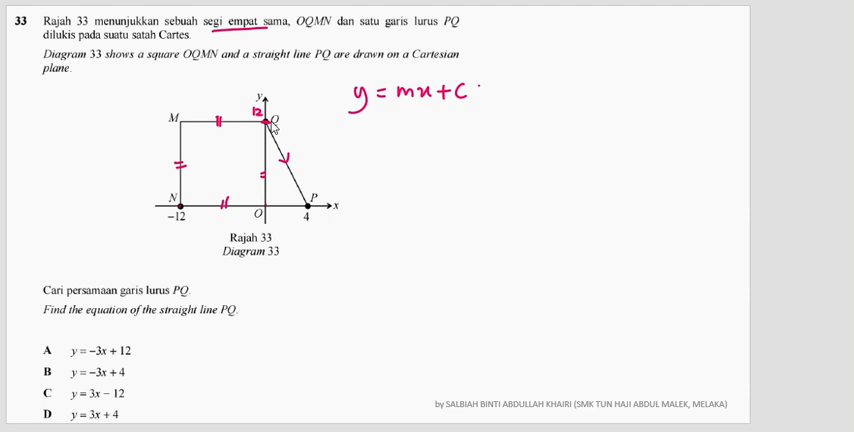 33 Rajah 33 menunjukkan sebuah segi empat sama, OQMN dan satu garis lurus PQ
dilukis pada suatu satah Cartes.
Diagram 33 shows a square OQMN and a straight line PQ are drawn on a Cartesian
plane.
y = mx + c
y
12
M
Q
N
P
x
-12
O
4
Rajah 33
Diagram 33
Cari persamaan garis lurus PQ.
Find the equation of the straight line PQ.
A y = -3x + 12
B y = -3x + 4
C y = 3x - 12
D y = 3x + 4
by SALBIAH BINTI ABDULLAH KHAIRI (SMK TUN HAJI ABDUL MALEK, MELAKA)